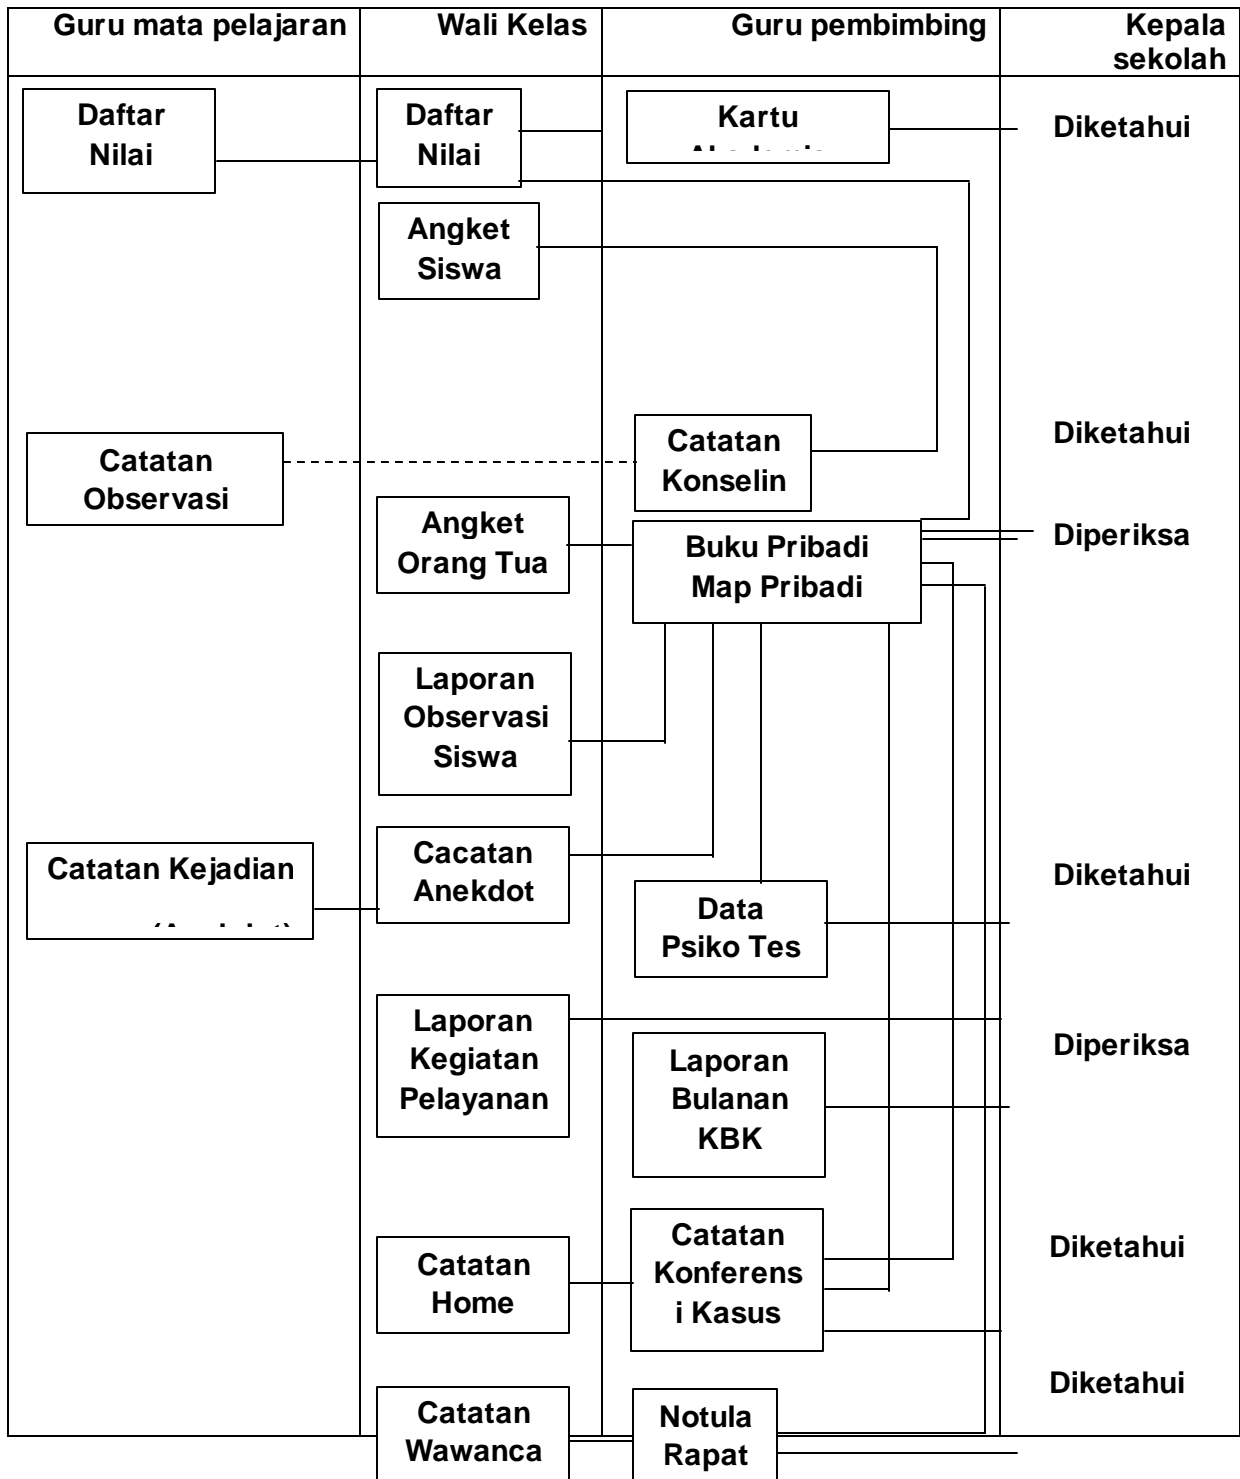 Guru mata pelajaran
Wali Kelas
Guru pembimbing
Kepala
sekolah
Daftar
Nilai
Daftar
Nilai
Kartu
Diketahui
Angket
Siswa
Catatan
Observasi
Catatan
Konselin
Diketahui
Angket
Orang Tua
Buku Pribadi
Map Pribadi
Diperiksa
Laporan
Observasi
Siswa
Catatan Kejadian
Cacatan
Anekdot
Data
Psiko Tes
Diketahui
Laporan
Kegiatan
Pelayanan
Laporan
Bulanan
KBK
Diperiksa
Catatan
Home
Catatan
Konferens
i Kasus
Diketahui
Catatan
Wawanca
Notula
Rapat
Diketahui